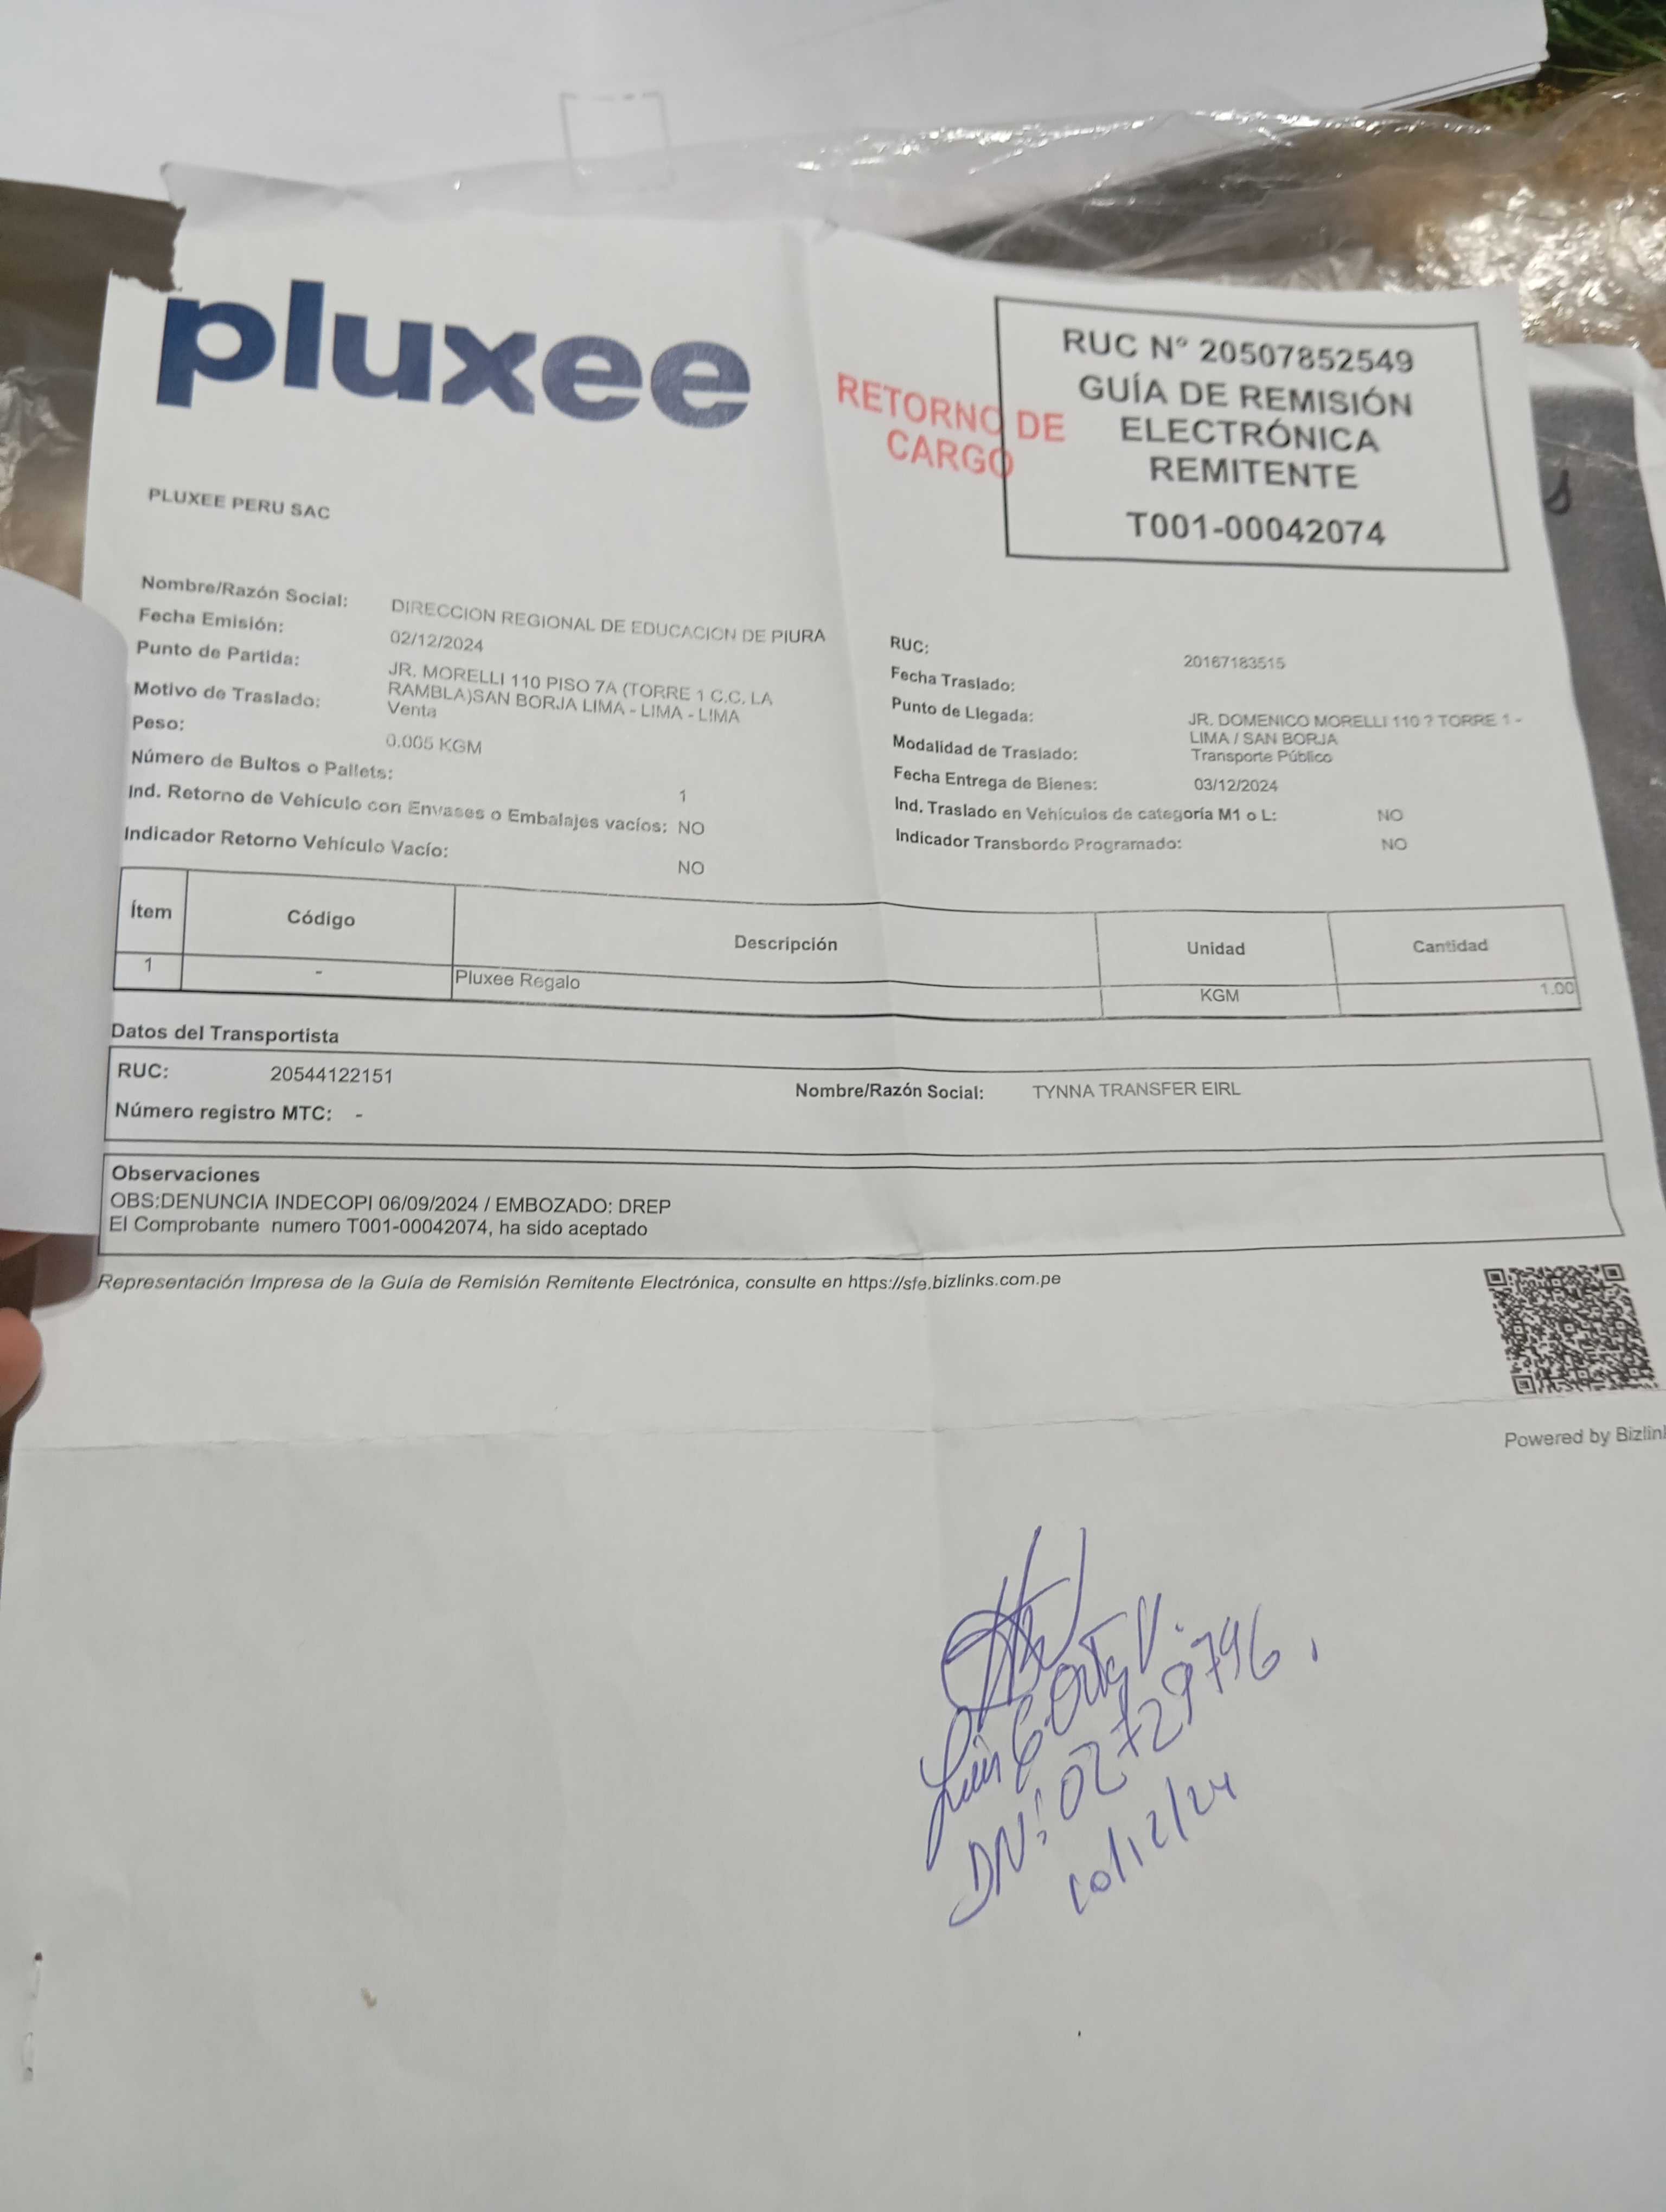 pluxee
RETORNO DE
CARGO
RUC N° 20507852549
GUÍA DE REMISIÓN
ELECTRÓNICA
REMITENTE
T001-00042074
PLUXEE PERU SAC
Nombre/Razón Social: DIRECCION REGIONAL DE EDUCACION DE PIURA
Fecha Emisión: 02/12/2024
Punto de Partida: JR. MORELLI 110 PISO 7A (TORRE 1 C.C. LA
RAMBLA)SAN BORJA LIMA - LIMA - LIMA
Motivo de Traslado: Venta
Peso: 0.005 KGM
Número de Bultos o Pallets: 1
Ind. Retorno de Vehículo con Envases o Embalajes vacíos: NO
Indicador Retorno Vehículo Vacío: NO
RUC: 20167183515
Fecha Traslado:
Punto de Llegada: JR. DOMENICO MORELLI 110 ? TORRE 1 -
LIMA / SAN BORJA
Modalidad de Traslado: Transporte Público
Fecha Entrega de Bienes: 03/12/2024
Ind. Traslado en Vehículos de categoría M1 o L: NO
Indicador Transbordo Programado: NO
Ítem Código Descripción Unidad Cantidad
1 - Pluxee Regalo KGM 1.00
Datos del Transportista
RUC: 20544122151 Nombre/Razón Social: TYNNA TRANSFER EIRL
Número registro MTC: -
Observaciones
OBS:DENUNCIA INDECOPI 06/09/2024 / EMBOZADO: DREP
El Comprobante numero T001-00042074, ha sido aceptado
Representación Impresa de la Guía de Remisión Remitente Electrónica, consulte en https://sfe.bizlinks.com.pe
Powered by Bizlin
Luis
DNI: 02729796
10/12/24